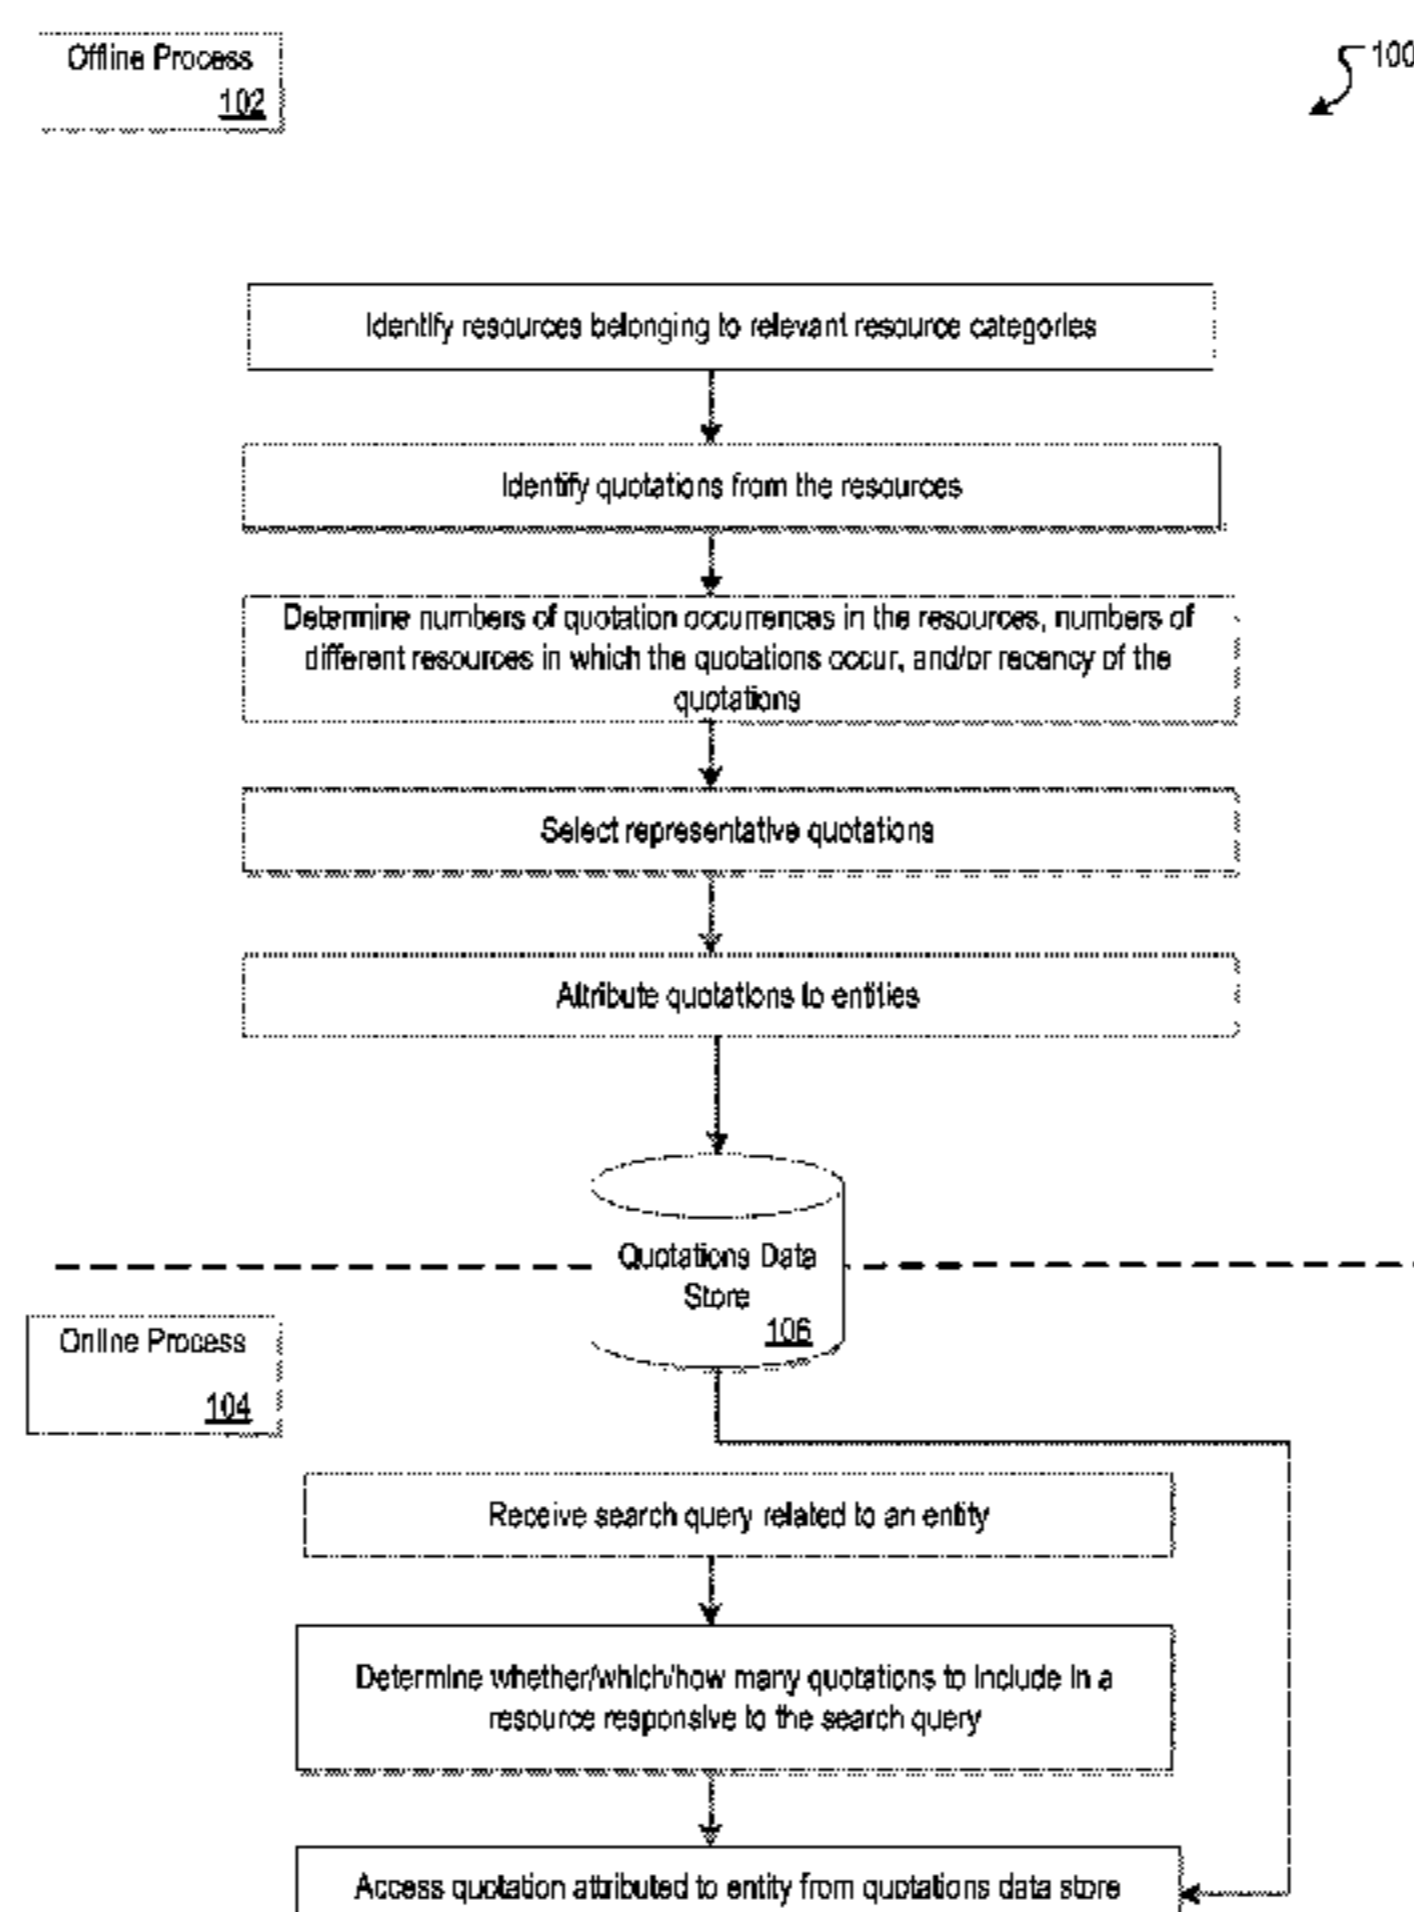 Offline Process
102
100
Identify resources belonging to relevant resource categories
Identify quotations from the resources
Determine numbers of quotation occurrences in the resources, numbers of
different resources in which the quotations occur, and/or recency of the
quotations
Select representative quotations
Attribute quotations to entities
Quotations Data
Store
106
Online Process
104
Receive search query related to an entity
Determine whether/which/how many quotations to include in a
resource responsive to the search query
Access quotation attributed to entity from quotations data store